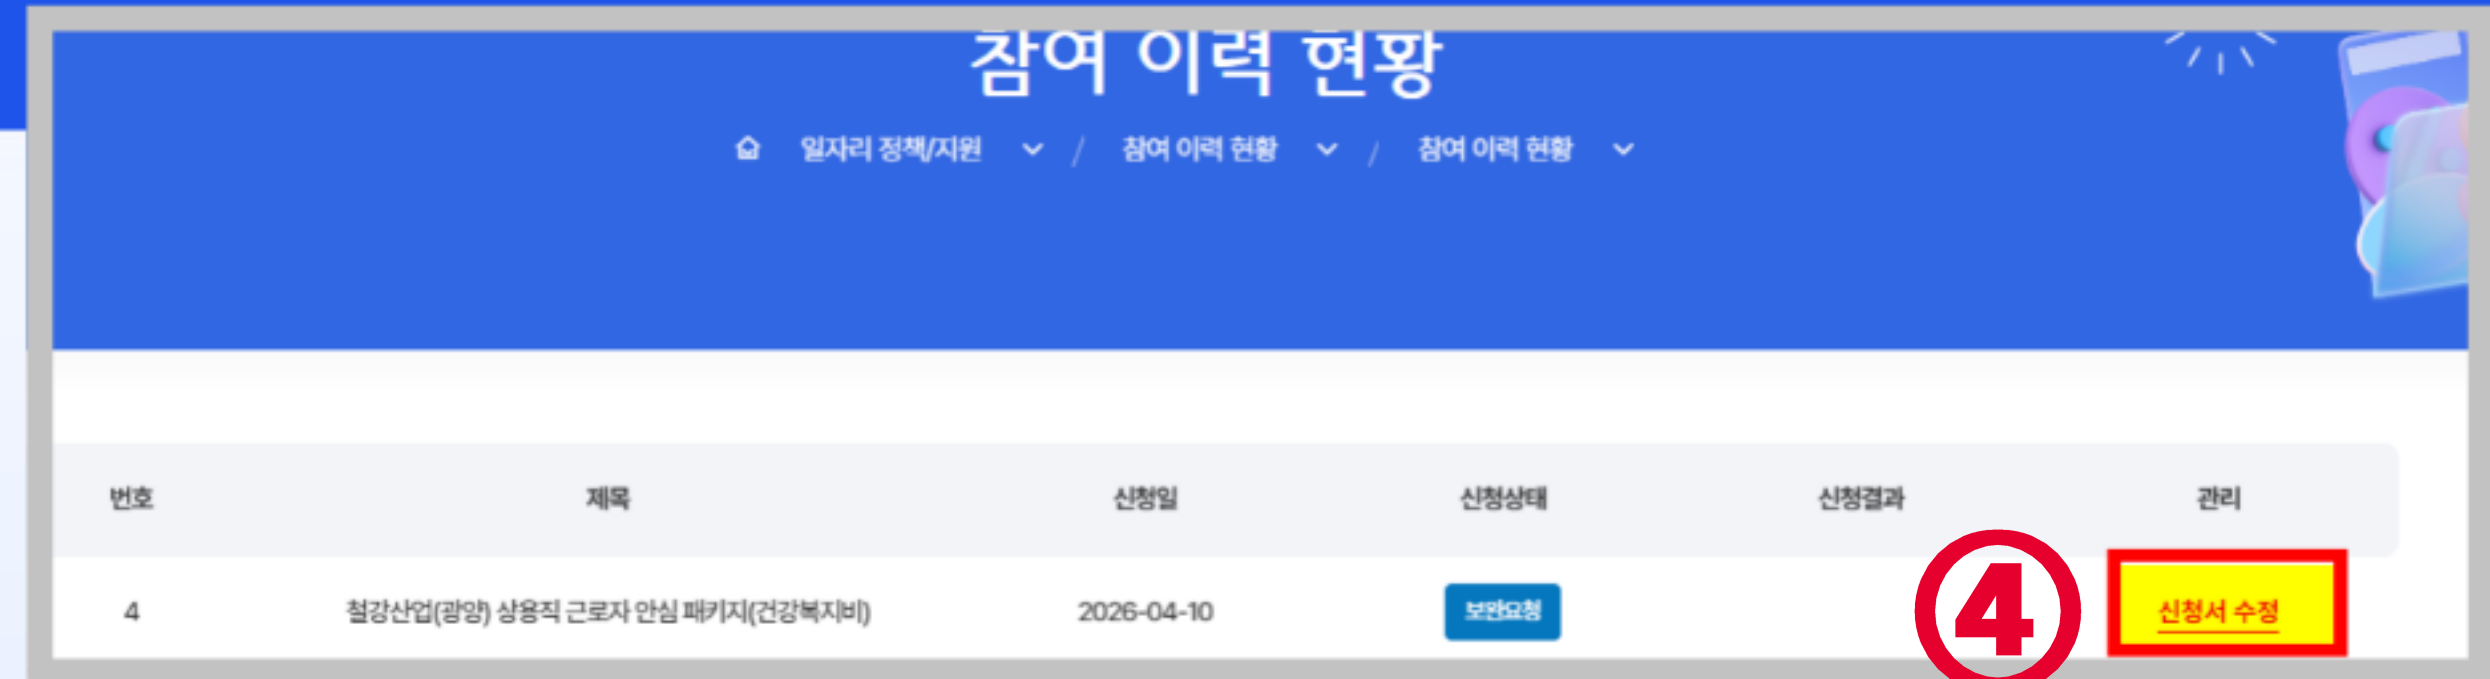 참여 이력 현황
일자리 정책/지원 / 참여 이력 현황 / 참여 이력 현황
번호 제목 신청일 신청상태 신청결과 관리
4 철강산업(광양) 상용직 근로자 안심 패키지(건강복지비) 2026-04-10 보완요청 ④ 신청서 수정